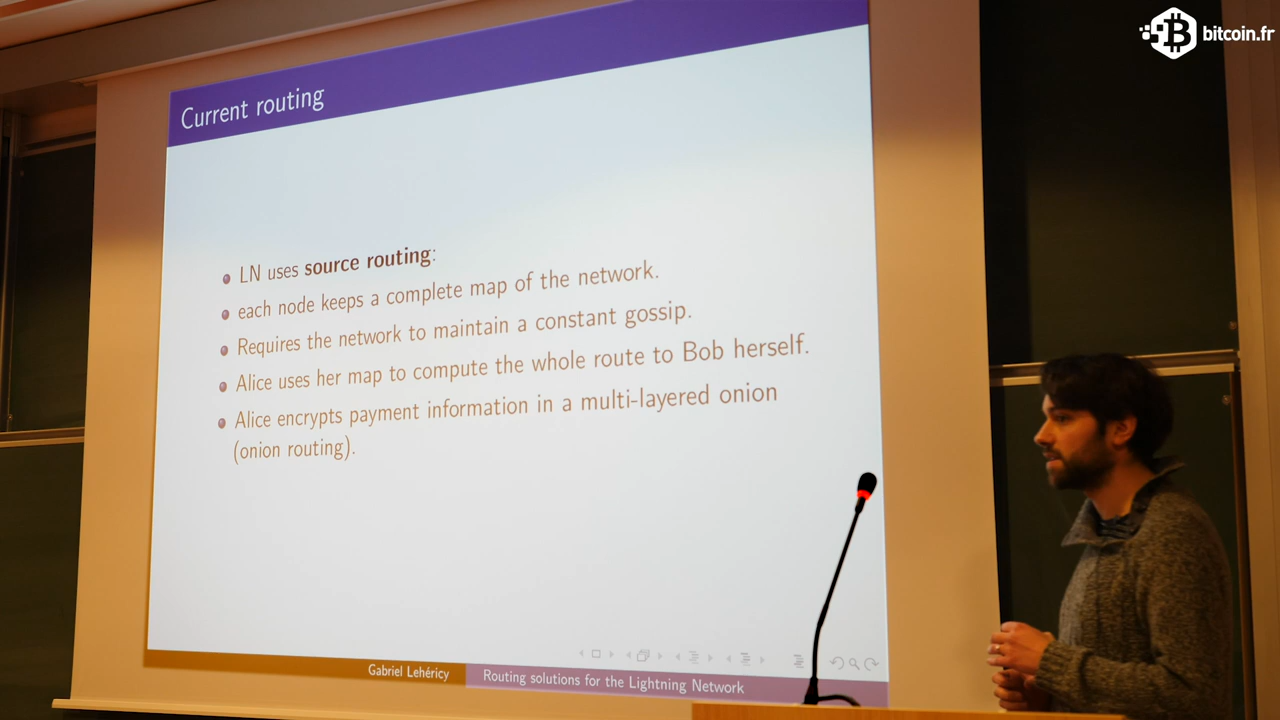 bitcoin.fr
Current routing
LN uses source routing:
each node keeps a complete map of the network.
Requires the network to maintain a constant gossip.
Alice uses her map to compute the whole route to Bob herself.
Alice encrypts payment information in a multi-layered onion
(onion routing).
Gabriel Lehéricy
Routing solutions for the Lightning Network